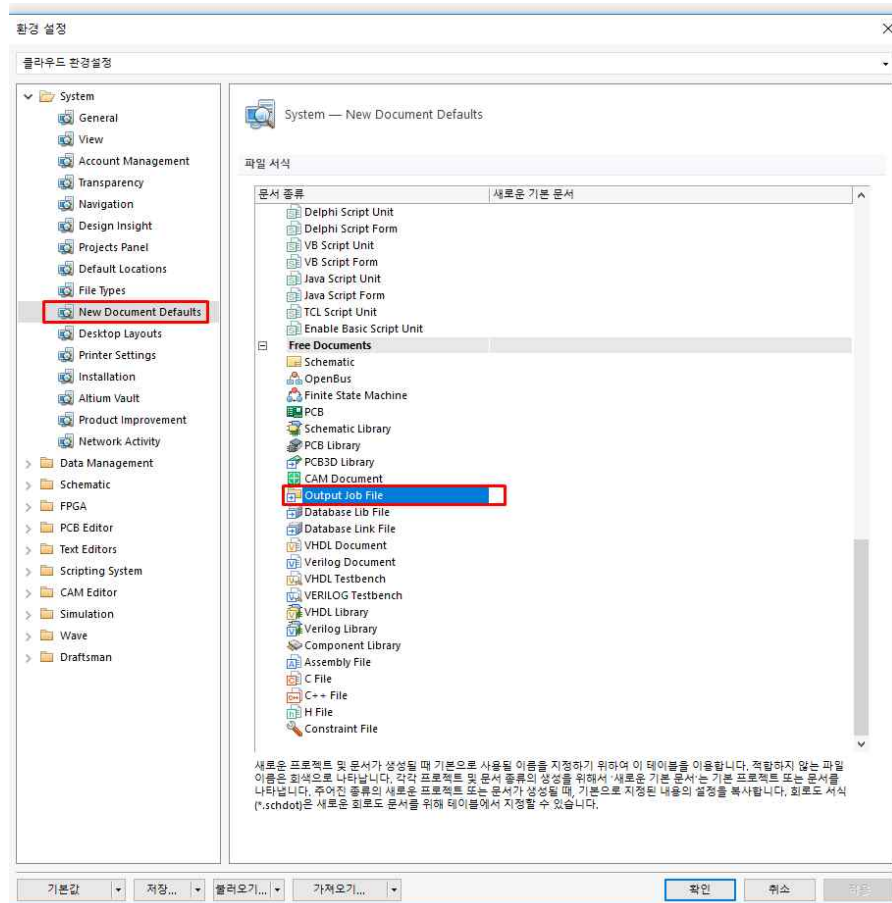 환경 설정
클라우드 환경설정
System
General
View
Account Management
Transparency
Navigation
Design Insight
Projects Panel
Default Locations
File Types
New Document Defaults
Desktop Layouts
Printer Settings
Installation
Altium Vault
Product Improvement
Network Activity
Data Management
Schematic
FPGA
PCB Editor
Text Editors
Scripting System
CAM Editor
Simulation
Wave
Draftsman
System — New Document Defaults
파일 서식
문서 종류 새로운 기본 문서
Delphi Script Unit
Delphi Script Form
VB Script Unit
VB Script Form
Java Script Unit
Java Script Form
TCL Script Unit
Enable Basic Script Unit
Free Documents
Schematic
OpenBus
Finite State Machine
PCB
Schematic Library
PCB Library
PCB3D Library
CAM Document
Output Job File
Database Lib File
Database Link File
VHDL Document
Verilog Document
VHDL Testbench
VERILOG Testbench
VHDL Library
Verilog Library
Component Library
Assembly File
C File
C++ File
H File
Constraint File
새로운 프로젝트 및 문서가 생성될 때 기본으로 사용될 이름을 지정하기 위하여 이 테이블을 이용합니다. 적합하지 않는 파일
이름은 회색으로 나타납니다. 각각 프로젝트 및 문서 종류의 생성을 위해서 '새로운 기본 문서'는 기본 프로젝트 또는 문서를
나타냅니다. 주어진 종류의 새로운 프로젝트 또는 문서가 생성될 때, 기본으로 지정된 내용의 설정을 복사합니다. 회로도 서식
(*.schdot)은 새로운 회로도 문서를 위해 테이블에서 지정할 수 있습니다.
기본값 저장... 불러오기... 가져오기... 확인 취소 적용